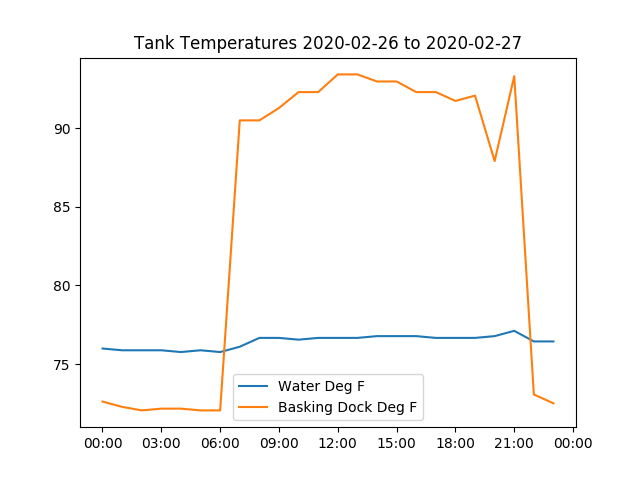 Tank Temperatures 2020-02-26 to 2020-02-27
90
85
80
75
Water Deg F
Basking Dock Deg F
00:00 03:00 06:00 09:00 12:00 15:00 18:00 21:00 00:00